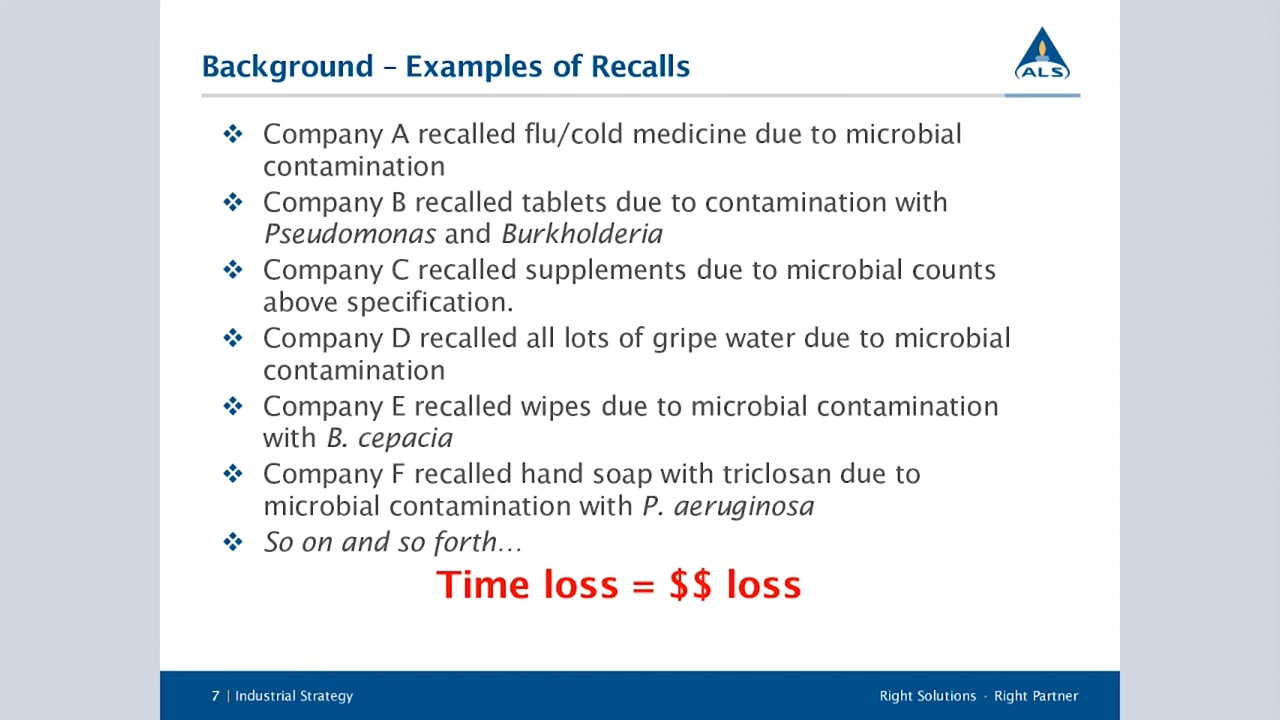 Background – Examples of Recalls
ALS
❖ Company A recalled flu/cold medicine due to microbial
contamination
❖ Company B recalled tablets due to contamination with
Pseudomonas and Burkholderia
❖ Company C recalled supplements due to microbial counts
above specification.
❖ Company D recalled all lots of gripe water due to microbial
contamination
❖ Company E recalled wipes due to microbial contamination
with B. cepacia
❖ Company F recalled hand soap with triclosan due to
microbial contamination with P. aeruginosa
❖ So on and so forth…
Time loss = $$ loss
7 | Industrial Strategy
Right Solutions · Right Partner